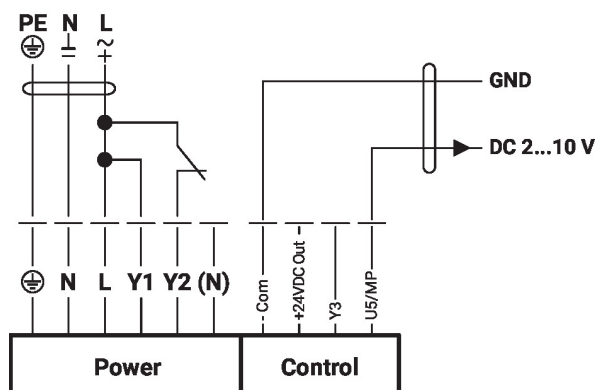 PE N L
GND
DC 2...10 V
N L Y1 Y2 (N)
- Com
+24VDC Out
Y3
U5/MP
Power
Control